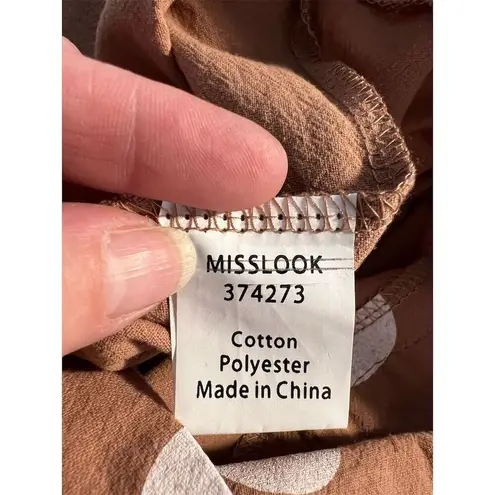 MISSLOOK
374273
Cotton
Polyester
Made in China